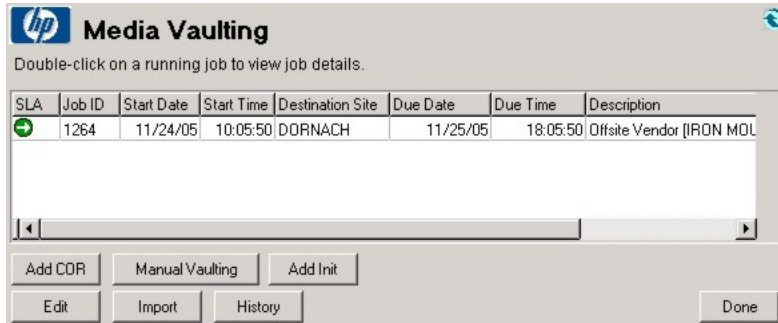 hp Media Vaulting
Double-click on a running job to view job details.
SLA Job ID Start Date Start Time Destination Site Due Date Due Time Description
1264 11/24/05 10:05:50 DORNACH 11/25/05 18:05:50 Offsite Vendor [IRON MOU
Add COR Manual Vaulting Add Init
Edit Import History Done